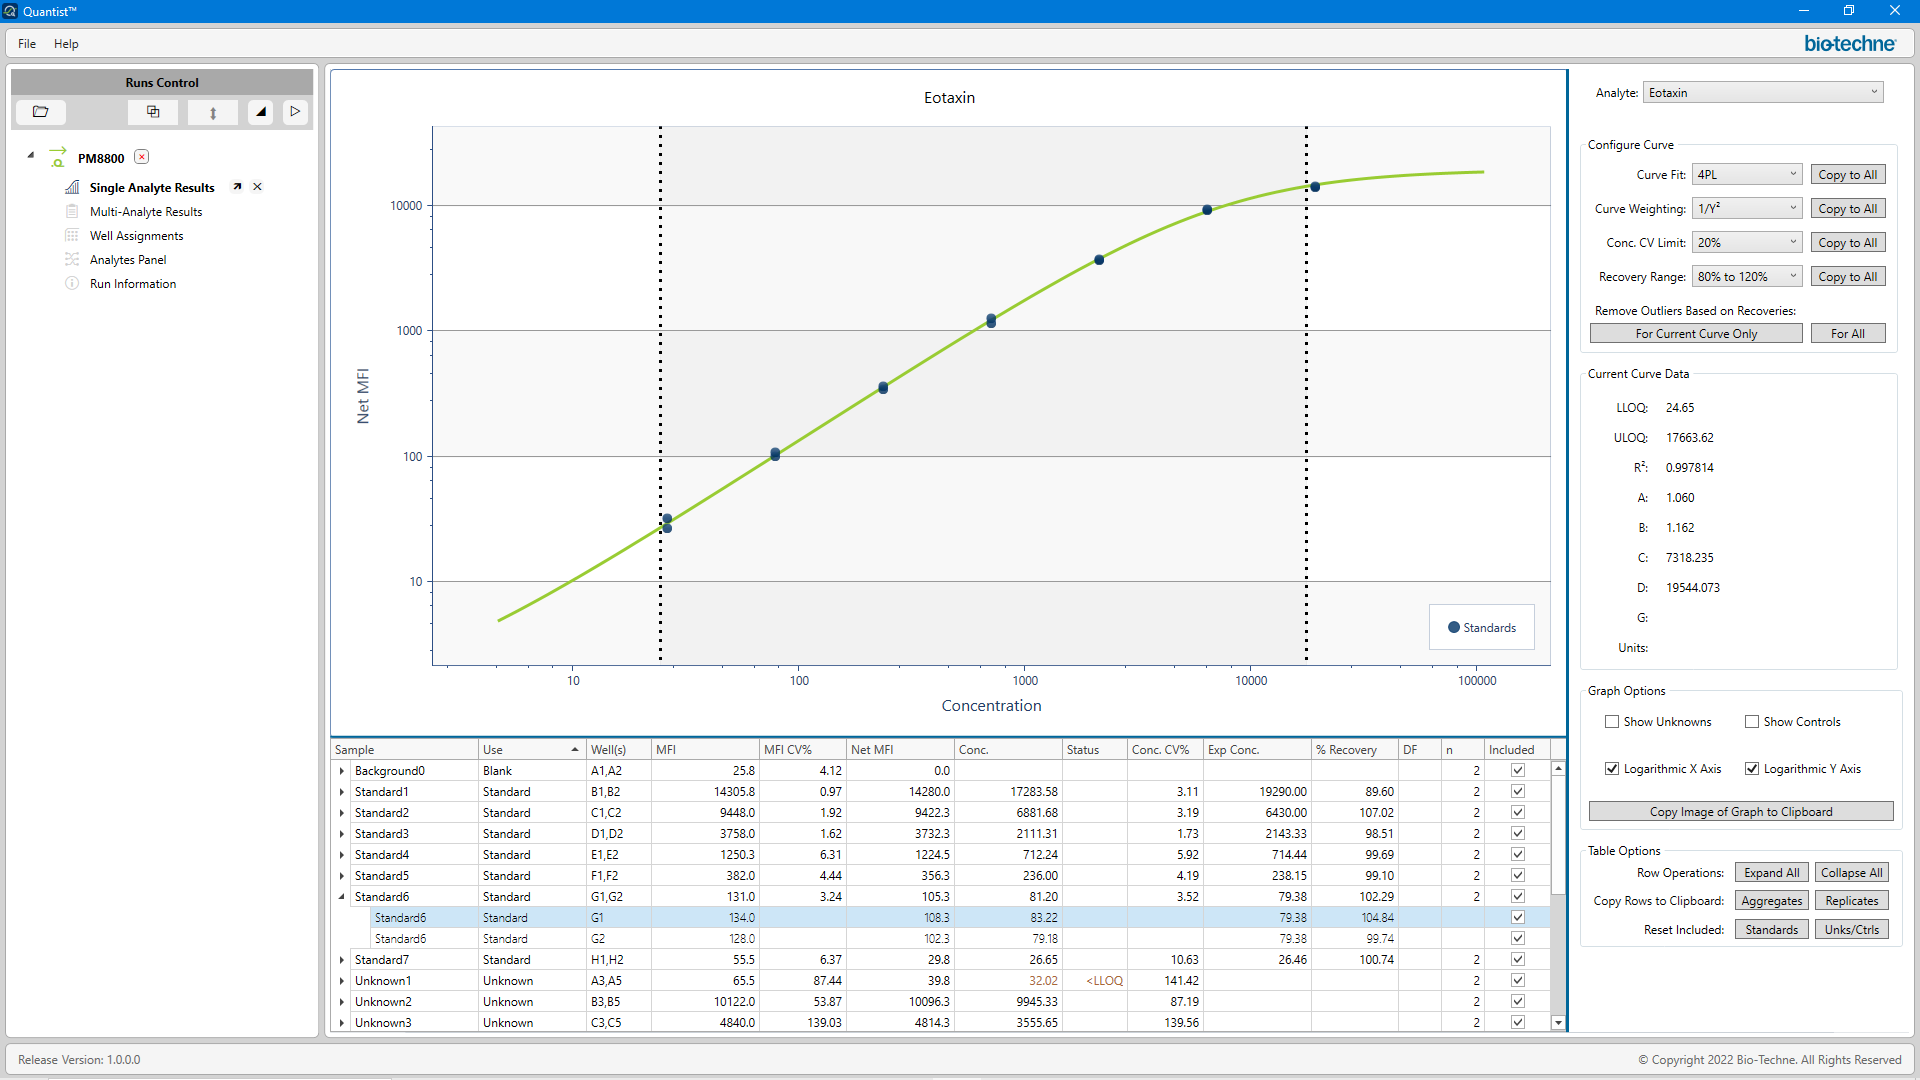 Quantist™
File Help
bio-techne
Runs Control
PM8800
Single Analyte Results
Multi-Analyte Results
Well Assignments
Analytes Panel
Run Information
Eotaxin
Net MFI
10000
1000
100
10
10 100 1000 10000 100000
Concentration
Standards
Sample Use Well(s) MFI MFI CV% Net MFI Conc. Status Conc. CV% Exp Conc. % Recovery DF n Included
Background0 Blank A1,A2 25.8 4.12 0.0 2
Standard1 Standard B1,B2 14305.8 0.97 14280.0 17283.58 3.11 19290.00 89.60 2
Standard2 Standard C1,C2 9448.0 1.92 9422.3 6881.68 3.19 6430.00 107.02 2
Standard3 Standard D1,D2 3758.0 1.62 3732.3 2111.31 1.73 2143.33 98.51 2
Standard4 Standard E1,E2 1250.3 6.31 1224.5 712.24 5.92 714.44 99.69 2
Standard5 Standard F1,F2 382.0 4.44 356.3 236.00 4.19 238.15 99.10 2
Standard6 Standard G1,G2 131.0 3.24 105.3 81.20 3.52 79.38 102.29 2
Standard6 Standard G1 134.0 108.3 83.22 79.38 104.84
Standard6 Standard G2 128.0 102.3 79.18 79.38 99.74
Standard7 Standard H1,H2 55.5 6.37 29.8 26.65 10.63 26.46 100.74 2
Unknown1 Unknown A3,A5 65.5 87.44 39.8 32.02 <LLOQ 141.42 2
Unknown2 Unknown B3,B5 10122.0 53.87 10096.3 9945.33 87.19 2
Unknown3 Unknown C3,C5 4840.0 139.03 4814.3 3555.65 139.56 2
Analyte: Eotaxin
Configure Curve
Curve Fit: 4PL Copy to All
Curve Weighting: 1/Y² Copy to All
Conc. CV Limit: 20% Copy to All
Recovery Range: 80% to 120% Copy to All
Remove Outliers Based on Recoveries:
For Current Curve Only For All
Current Curve Data
LLOQ: 24.65
ULOQ: 17663.62
R²: 0.997814
A: 1.060
B: 1.162
C: 7318.235
D: 19544.073
G:
Units:
Graph Options
Show Unknowns Show Controls
Logarithmic X Axis Logarithmic Y Axis
Copy Image of Graph to Clipboard
Table Options
Row Operations: Expand All Collapse All
Copy Rows to Clipboard: Aggregates Replicates
Reset Included: Standards Unks/Ctrls
Release Version: 1.0.0.0
© Copyright 2022 Bio-Techne. All Rights Reserved